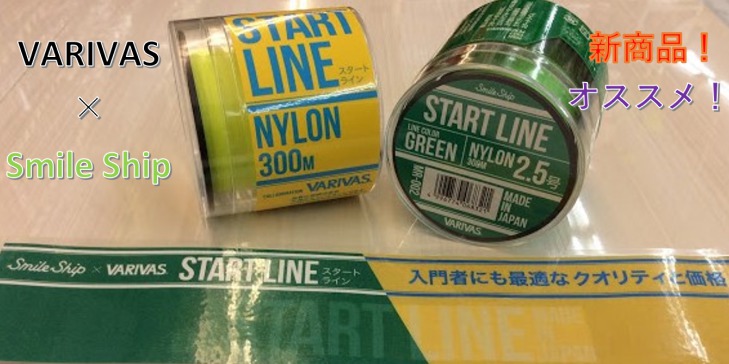 VARIVAS
×
Smile Ship
新商品！
オススメ！
START
LINE
スタート
ライン
NYLON
300M
VARIVAS
Smile Ship
START LINE
LINE COLOR
GREEN
NYLON
300M
2.5号
MR-002
MADE
IN
JAPAN
VARIVAS
Smile Ship × VARIVAS START LINE スタート
ライン
入門者にも最適なクオリティと価格